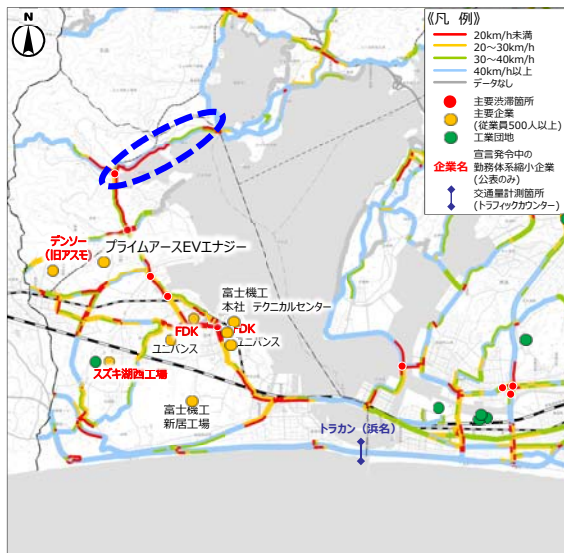 N
《凡 例》
20km/h未満
20～30km/h
30～40km/h
40km/h以上
データなし
主要渋滞箇所
主要企業
(従業員500人以上)
工業団地
企業名
宣言発令中の
勤務体系縮小企業
(公表のみ)
交通量計測箇所
(トラフィックカウンター)
デンソー
(旧アスモ)
プライムアースEVエナジー
富士機工
本社 テクニカルセンター
FDK
FDK
ユニバンス
ユニバンス
スズキ湖西工場
富士機工
新居工場
トラカン（浜名）